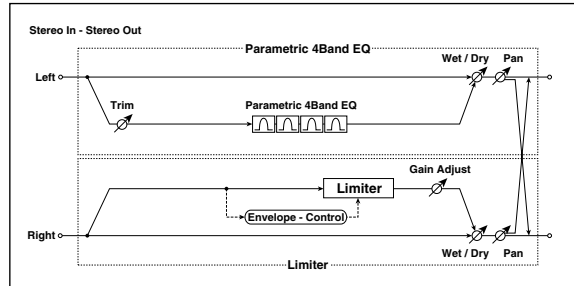 Stereo In - Stereo Out
Parametric 4Band EQ
Wet / Dry
Pan
Left
Trim
Parametric 4Band EQ
Gain Adjust
Limiter
Envelope - Control
Right
Wet / Dry
Pan
Limiter